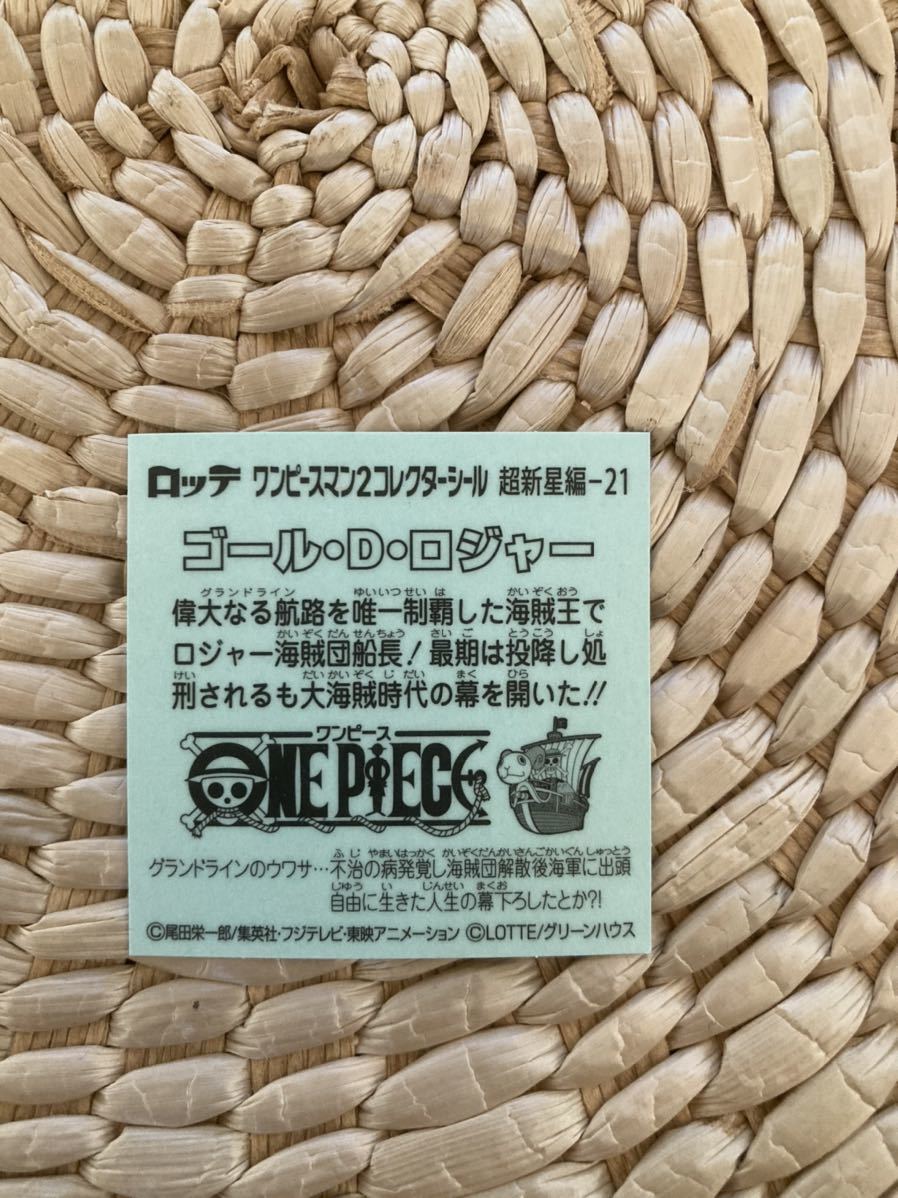 ロッテ ワンピースマン2コレクターシール 超新星編-21
ゴール・D・ロジャー
グランドライン ゆいいつせい は かい ぞく おう
偉大なる航路を唯一制覇した海賊王で
かい ぞく だん せん ちょう さい ご とう こう しょ
ロジャー海賊団船長! 最期は投降し処
けい だい かい ぞく じ だい まく ひら
刑されるも大海賊時代の幕を開いた!!
ワンピース
ONE PIECE
ふ じ やまいはっかく かいぞくだんかいさんごかいぐん しゅっとう
グランドラインのウワサ…不治の病発覚し海賊団解散後海軍に出頭
じゆう い じんせい まくお
自由に生きた人生の幕下ろしたとか?!
©尾田栄一郎/集英社・フジテレビ・東映アニメーション ©LOTTE/グリーンハウス